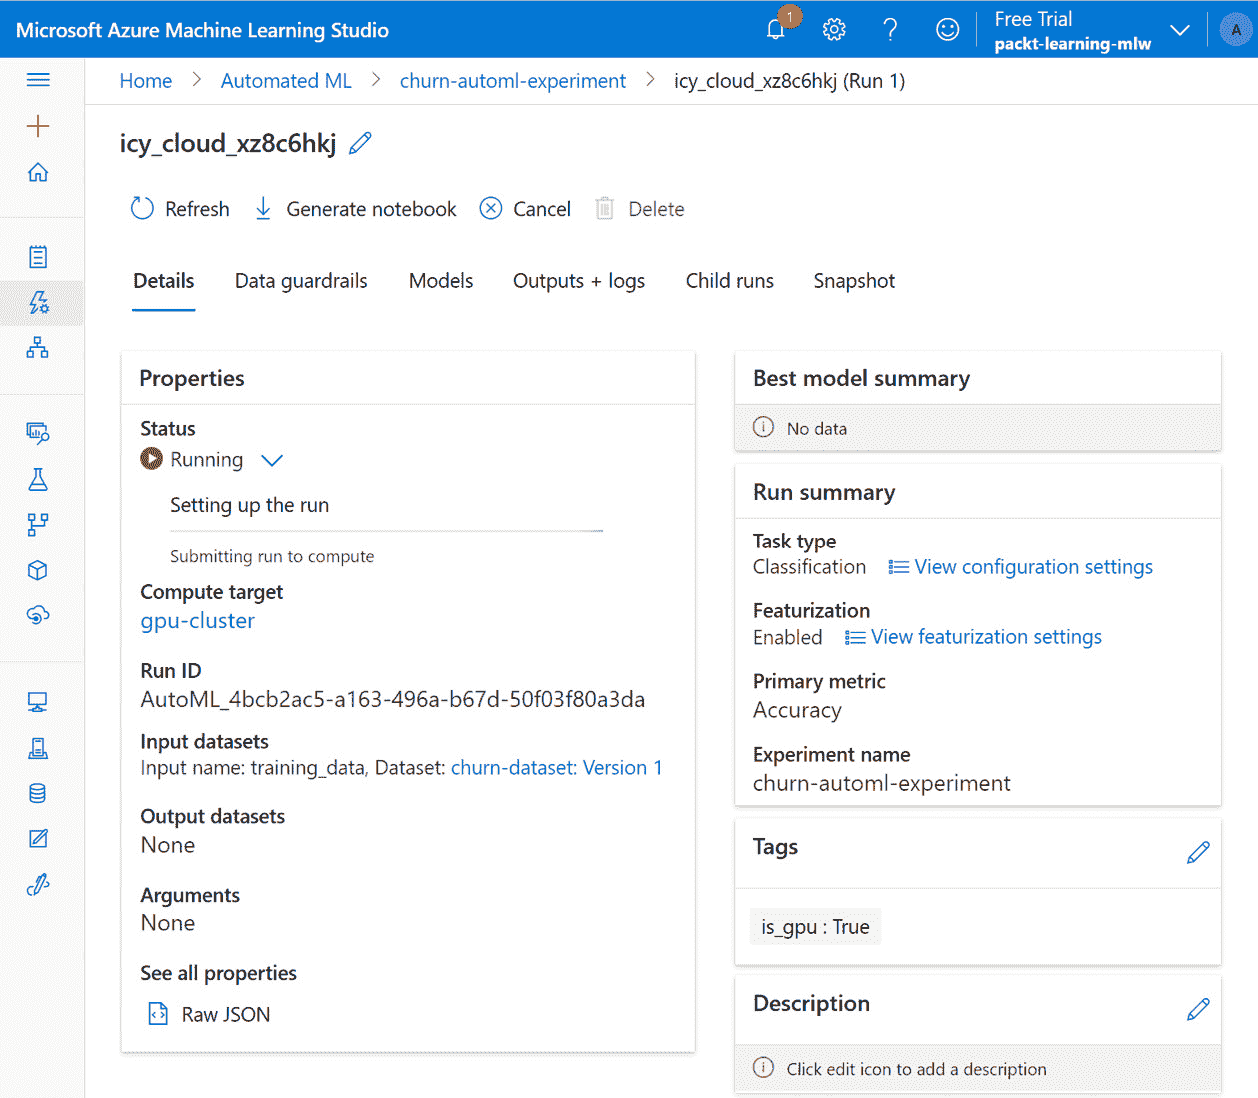 Microsoft Azure Machine Learning Studio
1
Free Trial
packt-learning-mlw
A
Home > Automated ML > churn-automl-experiment > icy_cloud_xz8c6hkj (Run 1)
icy_cloud_xz8c6hkj
Refresh Generate notebook Cancel Delete
Details Data guardrails Models Outputs + logs Child runs Snapshot
Properties
Status
Running
Setting up the run
Submitting run to compute
Compute target
gpu-cluster
Run ID
AutoML_4bcb2ac5-a163-496a-b67d-50f03f80a3da
Input datasets
Input name: training_data, Dataset: churn-dataset: Version 1
Output datasets
None
Arguments
None
See all properties
Raw JSON
Best model summary
No data
Run summary
Task type
Classification View configuration settings
Featurization
Enabled View featurization settings
Primary metric
Accuracy
Experiment name
churn-automl-experiment
Tags
is_gpu : True
Description
Click edit icon to add a description